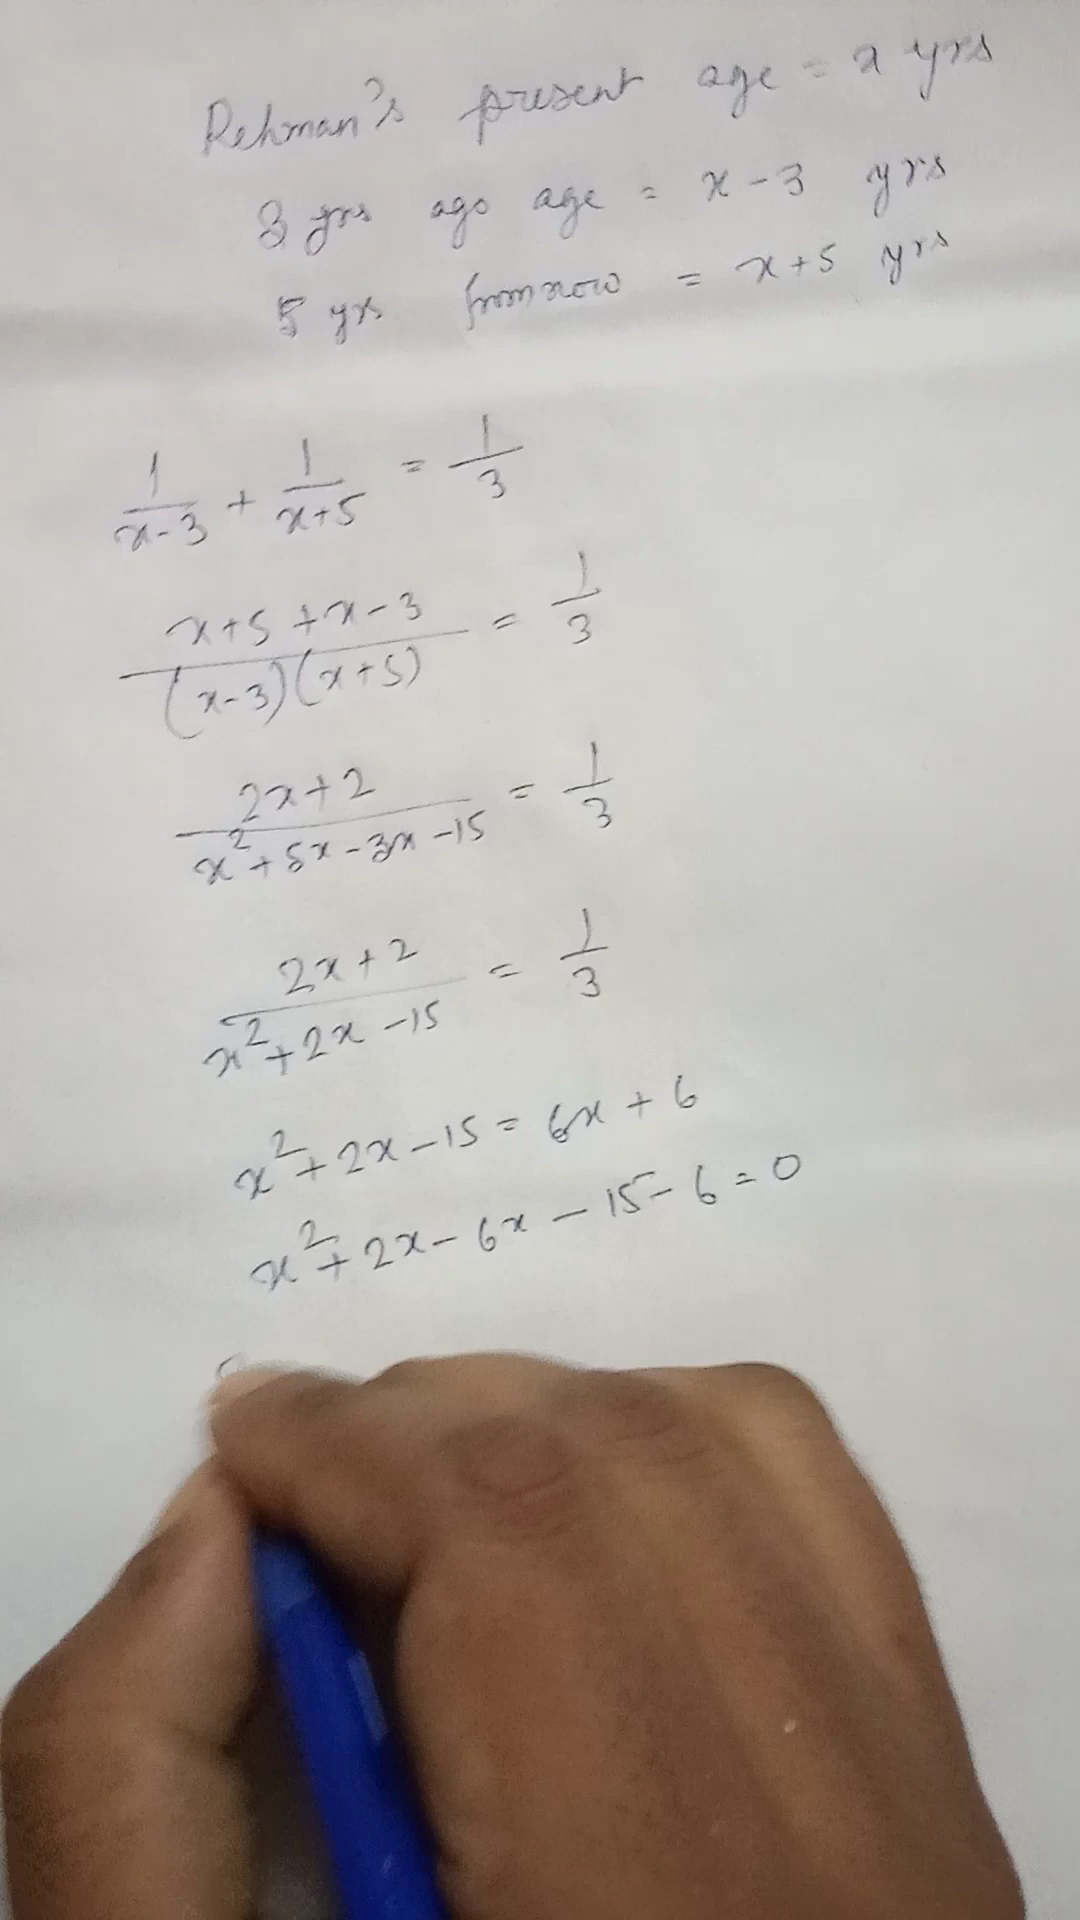 Rehman's present age = x yrs
3 yrs ago age = x-3 yrs
5 yrs from now = x+5 yrs
1/(x-3) + 1/(x+5) = 1/3
(x+5+x-3)/((x-3)(x+5)) = 1/3
(2x+2)/(x²+5x-3x-15) = 1/3
(2x+2)/(x²+2x-15) = 1/3
x²+2x-15 = 6x+6
x²+2x-6x-15-6=0